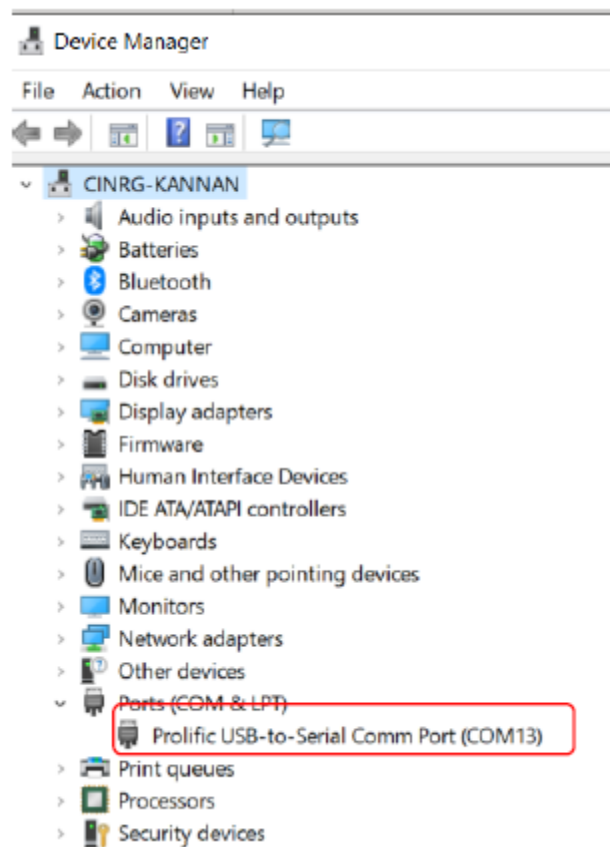 Device Manager
File Action View Help
CINRG-KANNAN
Audio inputs and outputs
Batteries
Bluetooth
Cameras
Computer
Disk drives
Display adapters
Firmware
Human Interface Devices
IDE ATA/ATAPI controllers
Keyboards
Mice and other pointing devices
Monitors
Network adapters
Other devices
Ports (COM & LPT)
Prolific USB-to-Serial Comm Port (COM13)
Print queues
Processors
Security devices